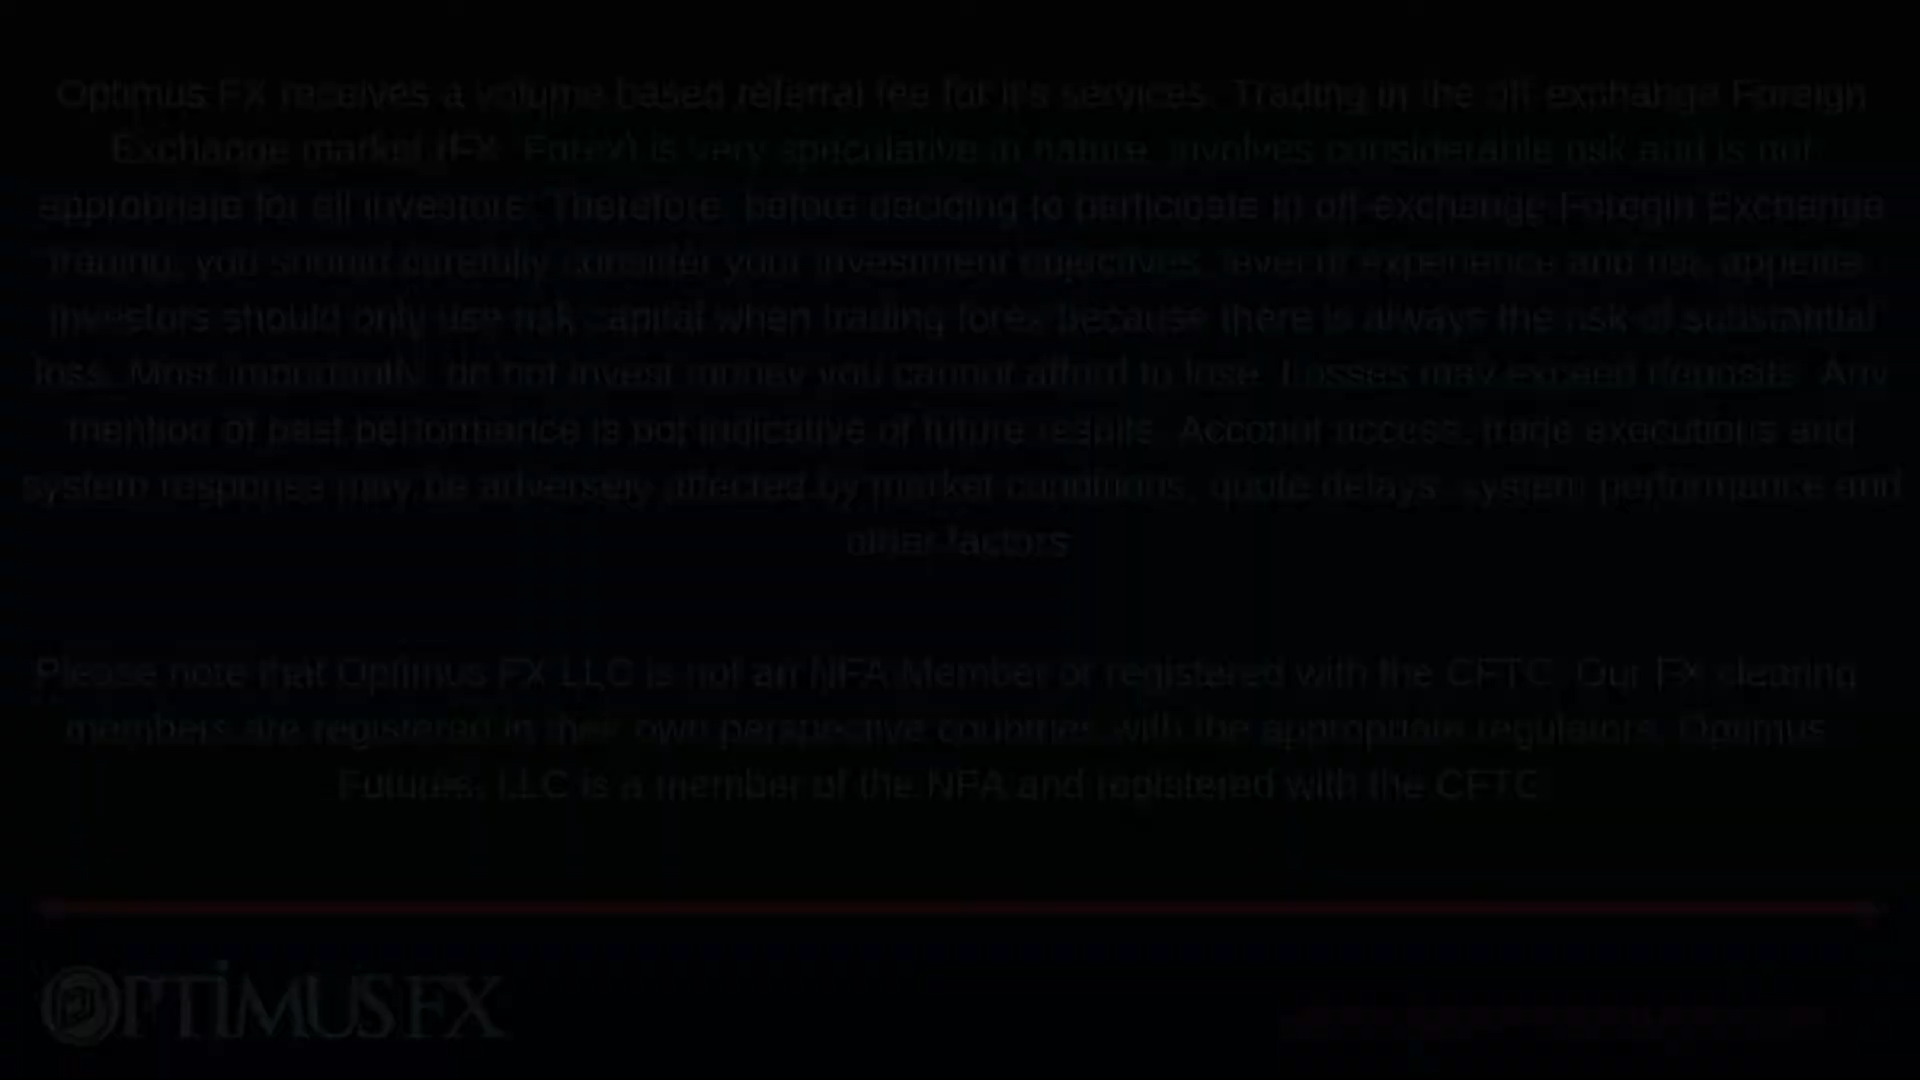 Optimus FX receives a volume based referral fee for its services. Trading in the off-exchange Foreign
Exchange market (FX, Forex) is very speculative in nature, involves considerable risk and is not
appropriate for all investors. Therefore, before deciding to participate in off-exchange Foregin Exchange
trading, you should carefully consider your investment objectives, level of experience and risk appetite.
Investors should only use risk capital when trading forex because there is always the risk of substantial
loss. Most importantly, do not invest money you cannot afford to lose. Losses may exceed deposits. Any
mention of past performance is not indicative of future results. Account access, trade executions and
system response may be adversely affected by market conditions, quote delays, system performance and
other factors
Please note that Optimus FX LLC is not an NFA Member or registered with the CFTC. Our FX clearing
members are registered in their own perspective countries with the appropriate regulators. Optimus
Futures, LLC is a member of the NFA and registered with the CFTC
OPTIMUS FX